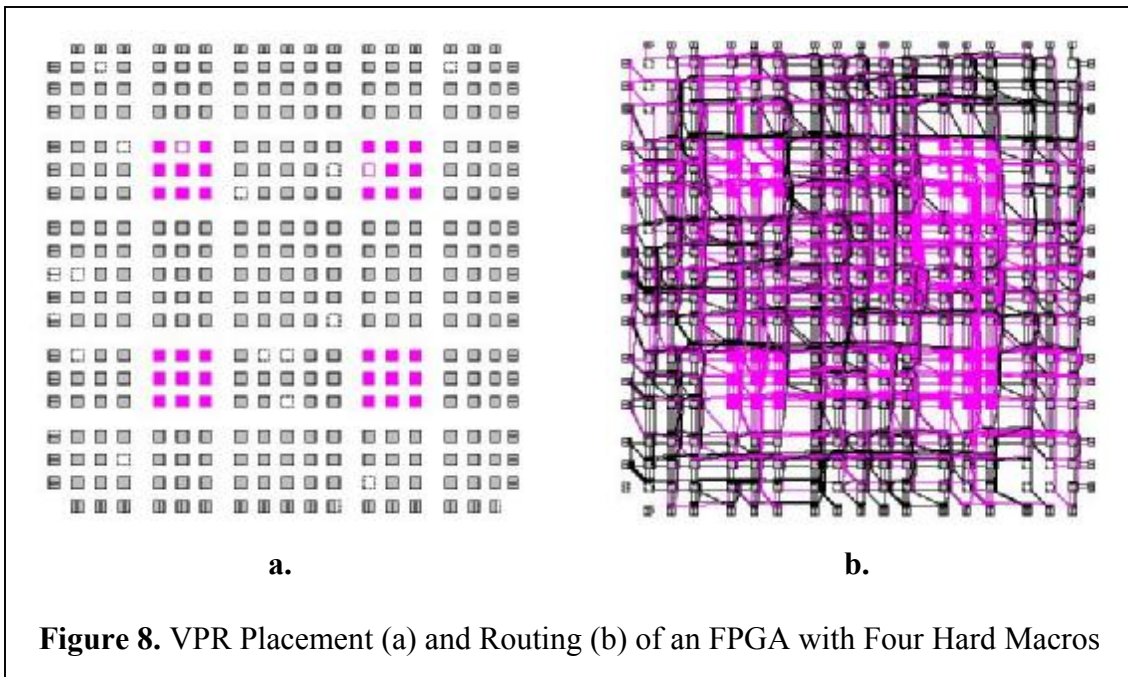 a.
b.
Figure 8. VPR Placement (a) and Routing (b) of an FPGA with Four Hard Macros